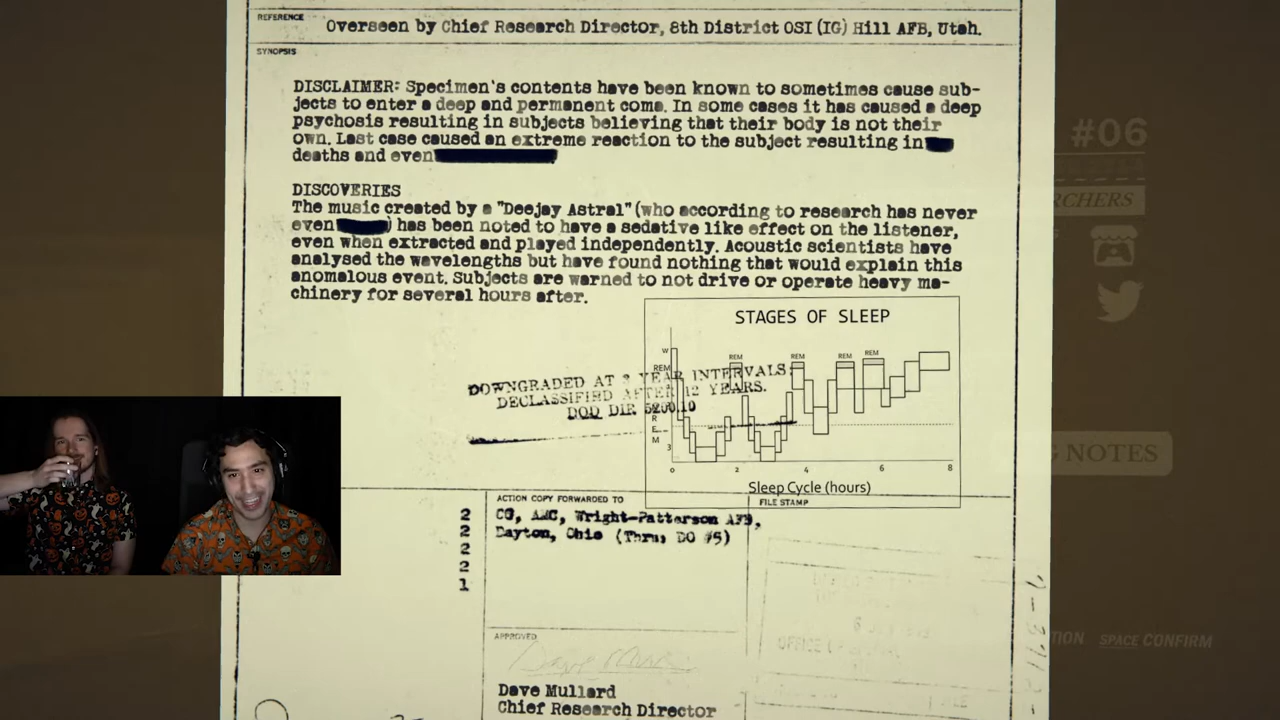 REFERENCE
Overseen by Chief Research Director, 8th District OSI (IG) Hill AFB, Utah.
SYNOPSIS
DISCLAIMER: Specimen's contents have been known to sometimes cause sub-
jects to enter a deep and permanent coma. In some cases it has caused a deep
psychosis resulting in subjects believing that their body is not their
own. Last case caused an extreme reaction to the subject resulting in
deaths and even
DISCOVERIES
The music created by a "Deejay Astral" (who according to research has never
even ) has been noted to have a sedative like effect on the listener,
even when extracted and played independently. Acoustic scientists have
analysed the wavelengths but have found nothing that would explain this
anomalous event. Subjects are warned to not drive or operate heavy ma-
chinery for several hours after.
STAGES OF SLEEP
W
REM
REM
REM
REM
REM
R
E
M
3
0 2 4 6 8
Sleep Cycle (hours)
DOWNGRADED AT 3 YEAR INTERVALS;
DECLASSIFIED AFTER 12 YEARS.
DOD DIR 5200.10
ACTION COPY FORWARDED TO
FILE STAMP
2
2
2
2
1
CG, AMC, Wright-Patterson AFB,
Dayton, Ohio (Thru: DO #5)
APPROVED
Dave Mullard
Chief Research Director
#06
CHERS
NOTES
TION SPACE CONFIRM